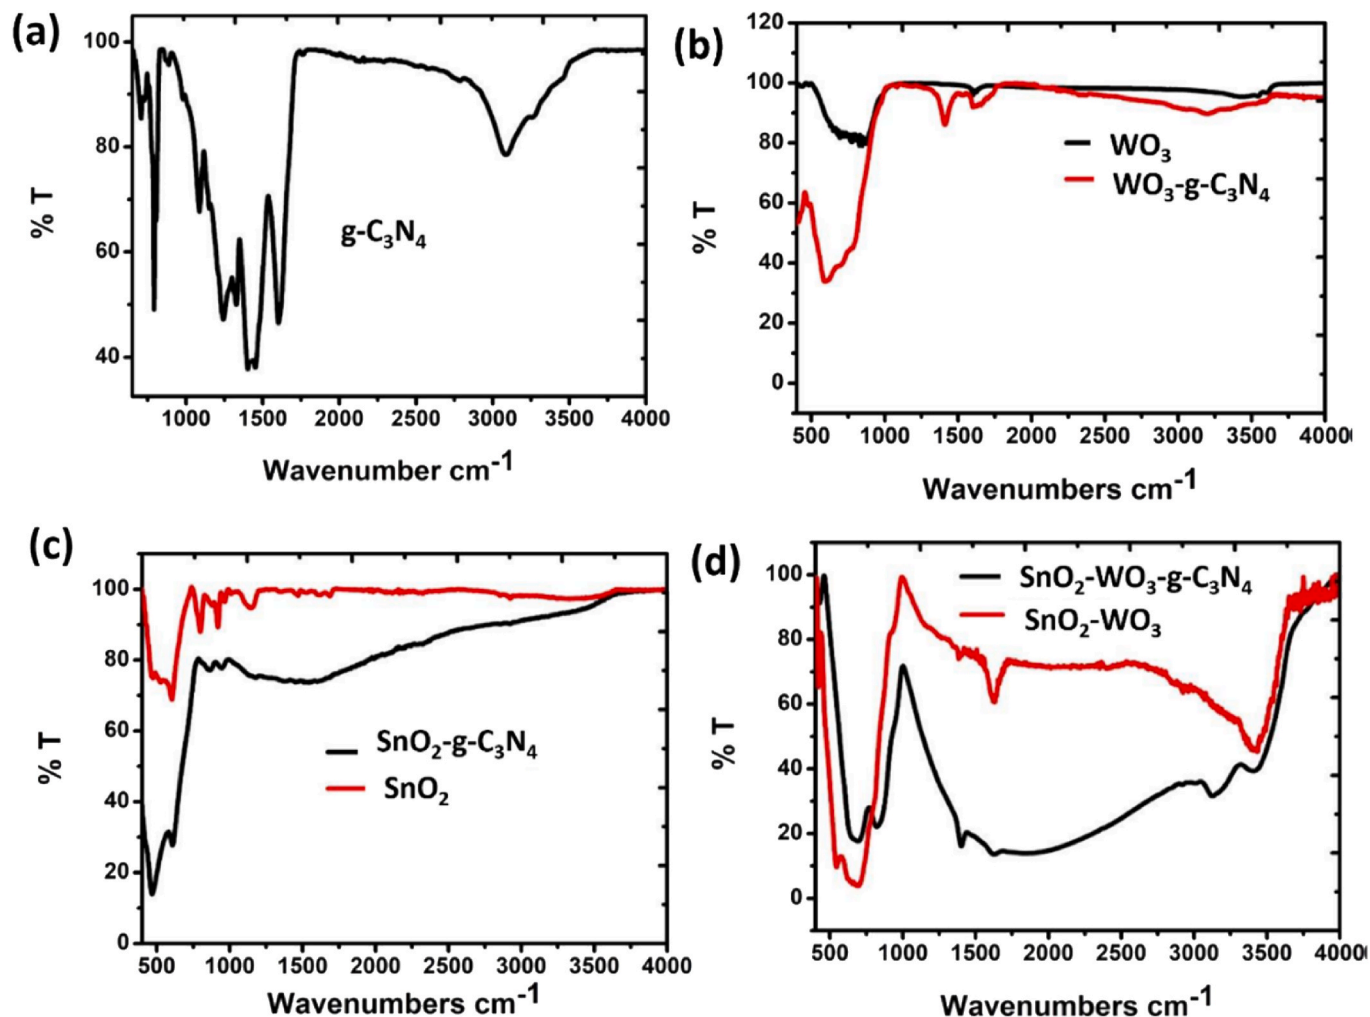 (a)
100
80
60
40
% T
g-C₃N₄
1000 1500 2000 2500 3000 3500 4000
Wavenumber cm⁻¹
(b)
120
100
80
60
40
20
0
% T
WO₃
WO₃-g-C₃N₄
500 1000 1500 2000 2500 3000 3500 4000
Wavenumbers cm⁻¹
(c)
100
80
60
40
20
0
% T
SnO₂-g-C₃N₄
SnO₂
500 1000 1500 2000 2500 3000 3500 4000
Wavenumbers cm⁻¹
(d)
100
80
60
40
20
0
% T
SnO₂-WO₃-g-C₃N₄
SnO₂-WO₃
500 1000 1500 2000 2500 3000 3500 4000
Wavenumbers cm⁻¹